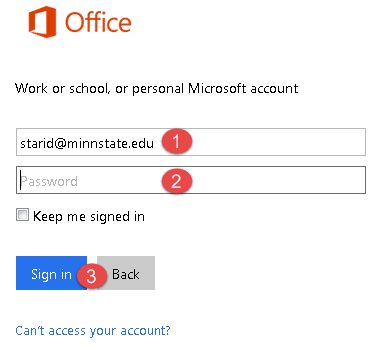 Office
Work or school, or personal Microsoft account
starid@minnstate.edu 1
Password 2
Keep me signed in
Sign in 3 Back
Can't access your account?